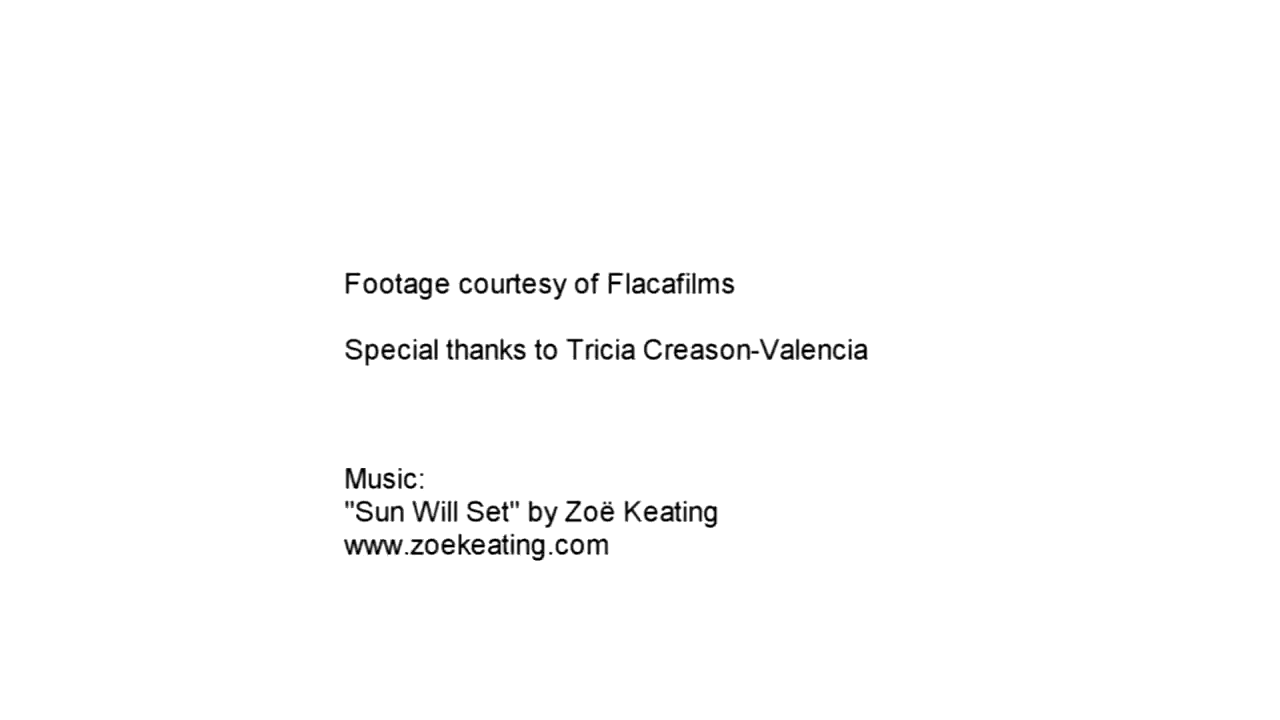 Footage courtesy of Flacafilms
Special thanks to Tricia Creason-Valencia
Music:
"Sun Will Set" by Zoë Keating
www.zoekeating.com